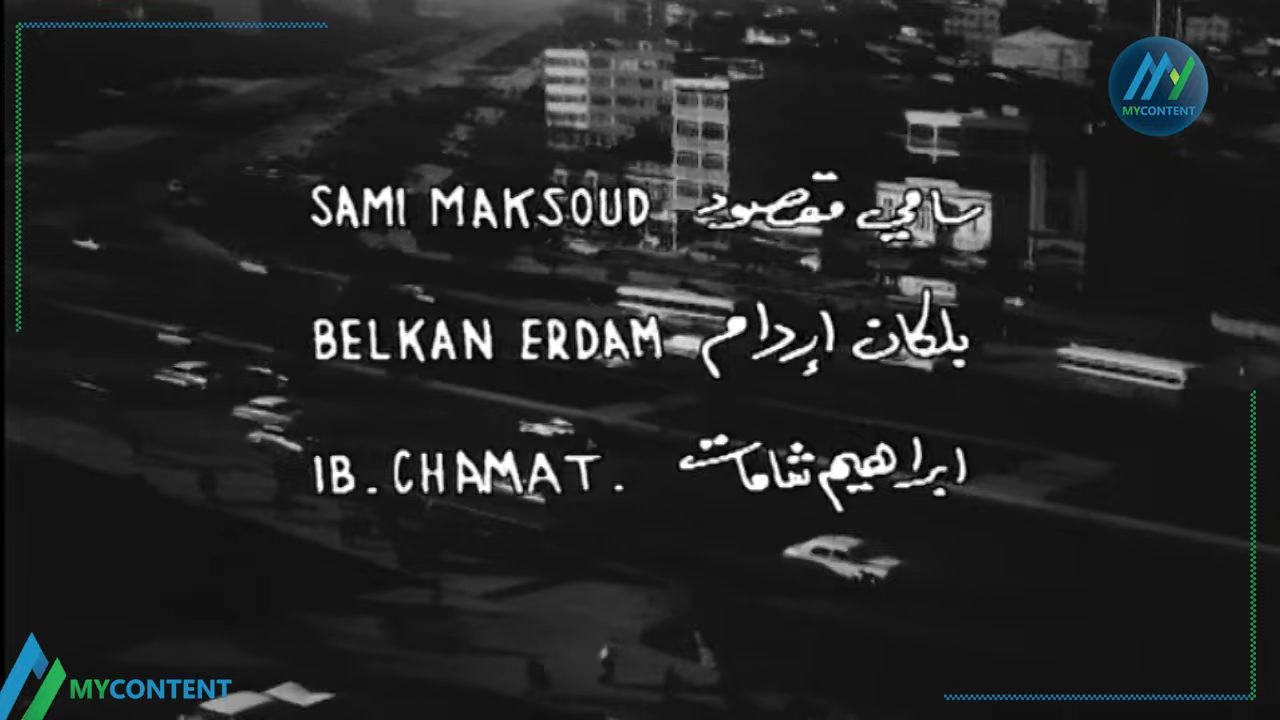 MYCONTENT
SAMI MAKSOUD سامي مقصود
BELKAN ERDAM بلكان إردام
IB. CHAMAT. ابراهيم شامات
MYCONTENT